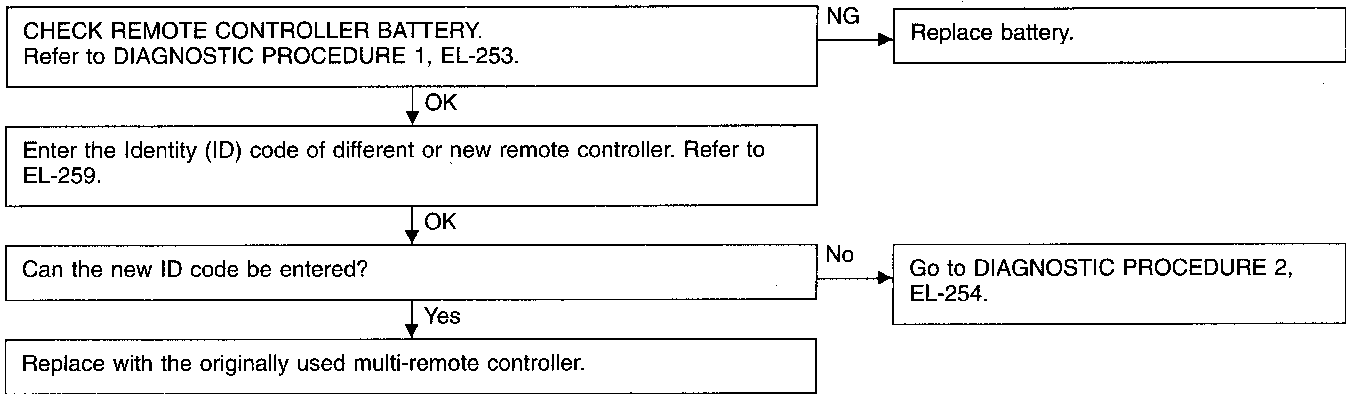 CHECK REMOTE CONTROLLER BATTERY.
Refer to DIAGNOSTIC PROCEDURE 1, EL-253.
NG
Replace battery.
OK
Enter the Identity (ID) code of different or new remote controller. Refer to
EL-259.
OK
Can the new ID code be entered?
No
Go to DIAGNOSTIC PROCEDURE 2,
EL-254.
Yes
Replace with the originally used multi-remote controller.